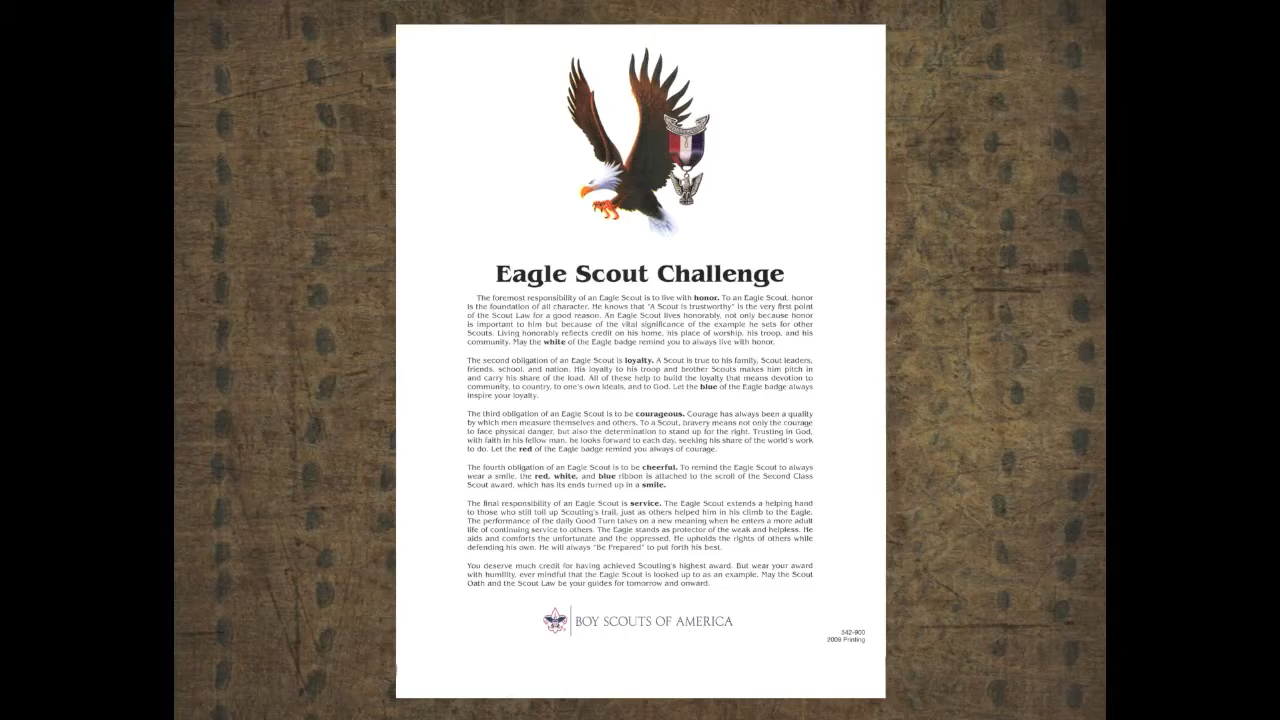 Eagle Scout Challenge
The foremost responsibility of an Eagle Scout is to live with honor. To an Eagle Scout, honor
is the foundation of all character. He knows that "A Scout is trustworthy" is the very first point
of the Scout Law for a good reason. An Eagle Scout lives honorably, not only because honor
is important to him but because of the vital significance of the example he sets for other
Scouts. Living honorably reflects credit on his home, his place of worship, his troop, and his
community. May the white of the Eagle badge remind you to always live with honor.
The second obligation of an Eagle Scout is loyalty. A Scout is true to his family, Scout leaders,
friends, school, and nation. His loyalty to his troop and brother Scouts makes him pitch in
and carry his share of the load. All of these help to build the loyalty that means devotion to
community, to country, to one's own ideals, and to God. Let the blue of the Eagle badge always
inspire your loyalty.
The third obligation of an Eagle Scout is to be courageous. Courage has always been a quality
by which men measure themselves and others. To a Scout, bravery means not only the courage
to face physical danger, but also the determination to stand up for the right. Trusting in God,
with faith in his fellow man, he looks forward to each day, seeking his share of the world's work
to do. Let the red of the Eagle badge remind you always of courage.
The fourth obligation of an Eagle Scout is to be cheerful. To remind the Eagle Scout to always
wear a smile, the red, white, and blue ribbon is attached to the scroll of the Second Class
Scout award, which has its ends turned up in a smile.
The final responsibility of an Eagle Scout is service. The Eagle Scout extends a helping hand
to those who still toil up Scouting's trail, just as others helped him in his climb to the Eagle.
The performance of the daily Good Turn takes on a new meaning when he enters a more adult
life of continuing service to others. The Eagle stands as protector of the weak and helpless. He
aids and comforts the unfortunate and the oppressed. He upholds the rights of others while
defending his own. He will always "Be Prepared" to put forth his best.
You deserve much credit for having achieved Scouting's highest award. But wear your award
with humility, ever mindful that the Eagle Scout is looked up to as an example. May the Scout
Oath and the Scout Law be your guides for tomorrow and onward.
BOY SCOUTS OF AMERICA
542-900
2009 Printing